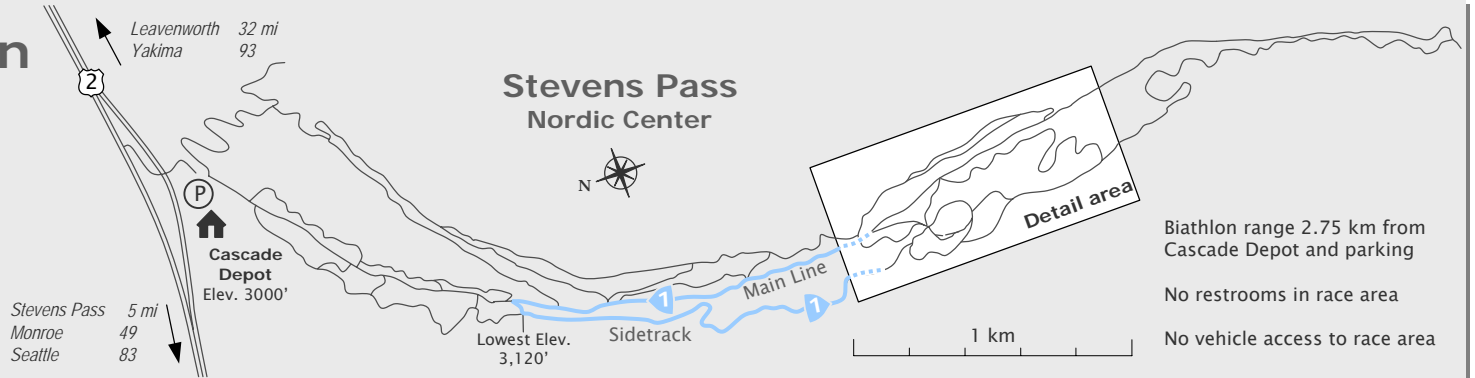 n
Leavenworth 32 mi
Yakima 93
2
Stevens Pass
Nordic Center
N
P
Cascade
Depot
Elev. 3000’
Stevens Pass 5 mi
Monroe 49
Seattle 83
Lowest Elev.
3,120’
Sidetrack
1
Main Line
1
Detail area
1 km
Biathlon range 2.75 km from
Cascade Depot and parking
No restrooms in race area
No vehicle access to race area